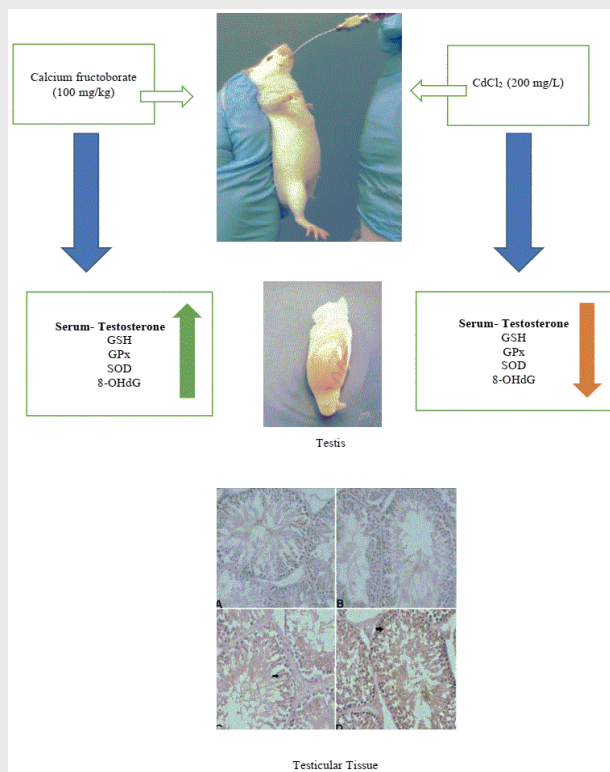 Calcium fructoborate
(100 mg/kg)
CdCl₂ (200 mg/L)
Serum- Testosterone
GSH
GPx
SOD
8-OHdG
Serum- Testosterone
GSH
GPx
SOD
8-OHdG
Testis
A
B
C
D
Testicular Tissue